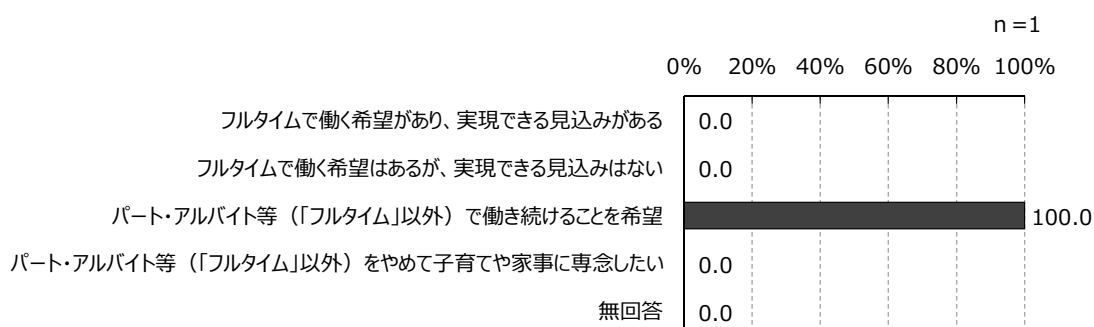 n =1
0% 20% 40% 60% 80% 100%
フルタイムで働く希望があり、実現できる見込みがある 0.0
フルタイムで働く希望はあるが、実現できる見込みはない 0.0
パート・アルバイト等（「フルタイム」以外）で働き続けることを希望 100.0
パート・アルバイト等（「フルタイム」以外）をやめて子育てや家事に専念したい 0.0
無回答 0.0